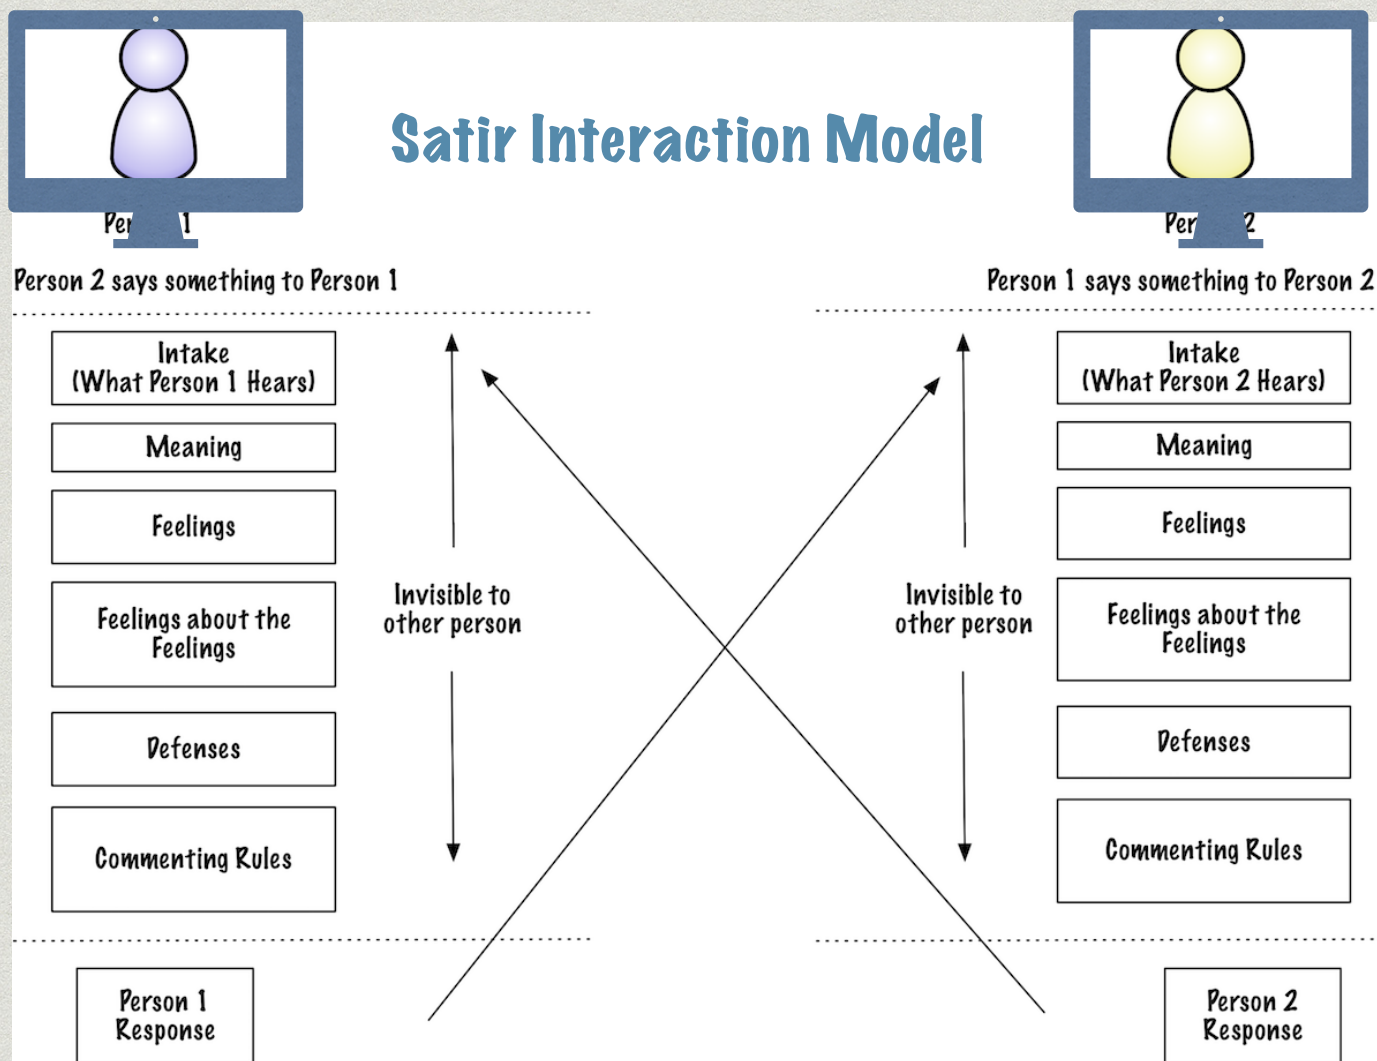 Satir Interaction Model
Person 2 says something to Person 1
Intake
(What Person 1 Hears)
Meaning
Feelings
Feelings about the
Feelings
Defenses
Commenting Rules
Person 1
Response
Invisible to
other person
Person 1 says something to Person 2
Intake
(What Person 2 Hears)
Meaning
Feelings
Feelings about the
Feelings
Defenses
Commenting Rules
Person 2
Response
Invisible to
other person